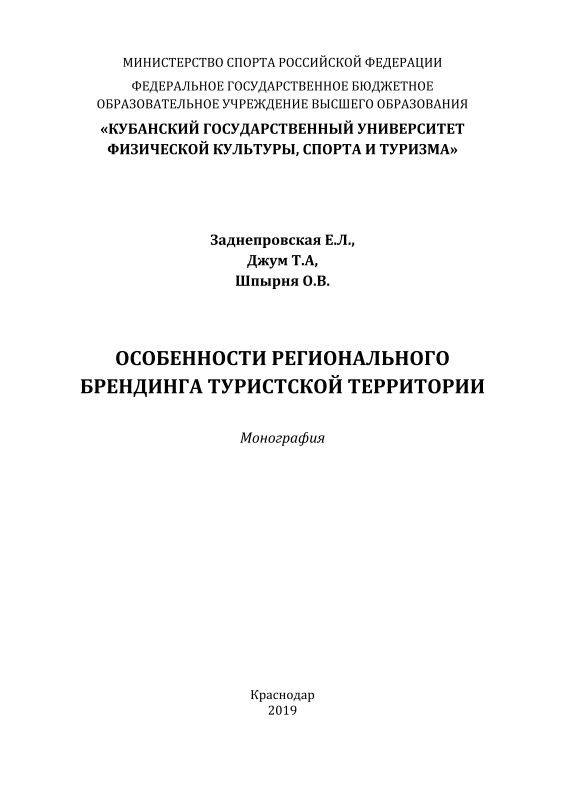 МИНИСТЕРСТВО СПОРТА РОССИЙСКОЙ ФЕДЕРАЦИИ
ФЕДЕРАЛЬНОЕ ГОСУДАРСТВЕННОЕ БЮДЖЕТНОЕ
ОБРАЗОВАТЕЛЬНОЕ УЧРЕЖДЕНИЕ ВЫСШЕГО ОБРАЗОВАНИЯ
«КУБАНСКИЙ ГОСУДАРСТВЕННЫЙ УНИВЕРСИТЕТ
ФИЗИЧЕСКОЙ КУЛЬТУРЫ, СПОРТА И ТУРИЗМА»
Заднепровская Е.Л.,
Джум Т.А,
Шпырня О.В.
ОСОБЕННОСТИ РЕГИОНАЛЬНОГО
БРЕНДИНГА ТУРИСТСКОЙ ТЕРРИТОРИИ
Монография
Краснодар
2019